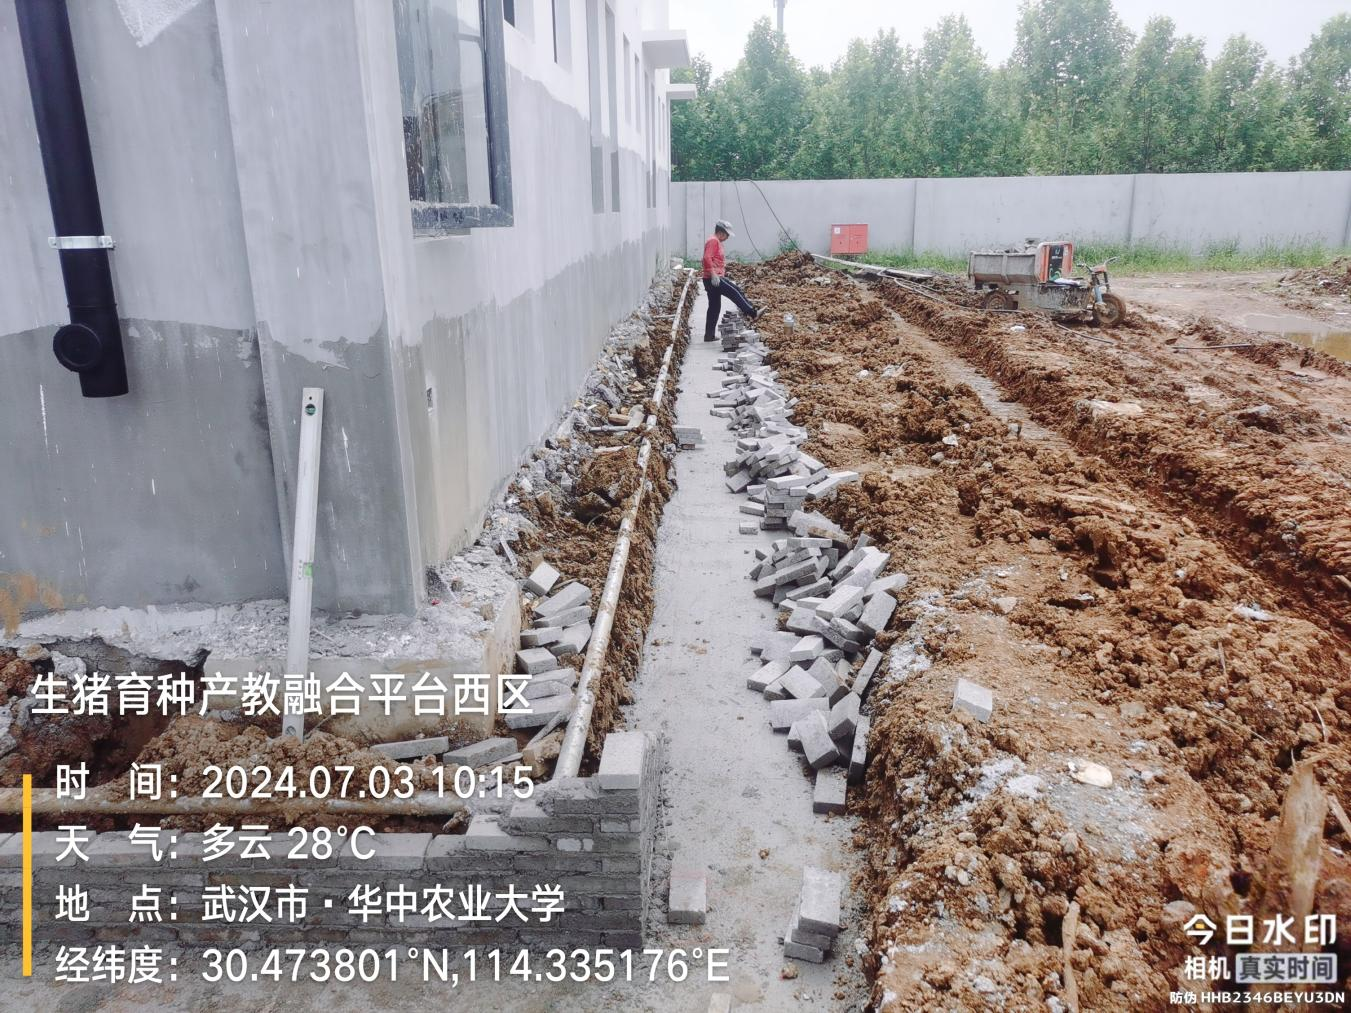 生猪育种产教融合平台西区
时　间：2024.07.03 10:15
天　气：多云 28°C
地　点：武汉市·华中农业大学
经纬度：30.473801°N,114.335176°E
今日水印
相机 真实时间
防伪 HHB2346BEYU3DN